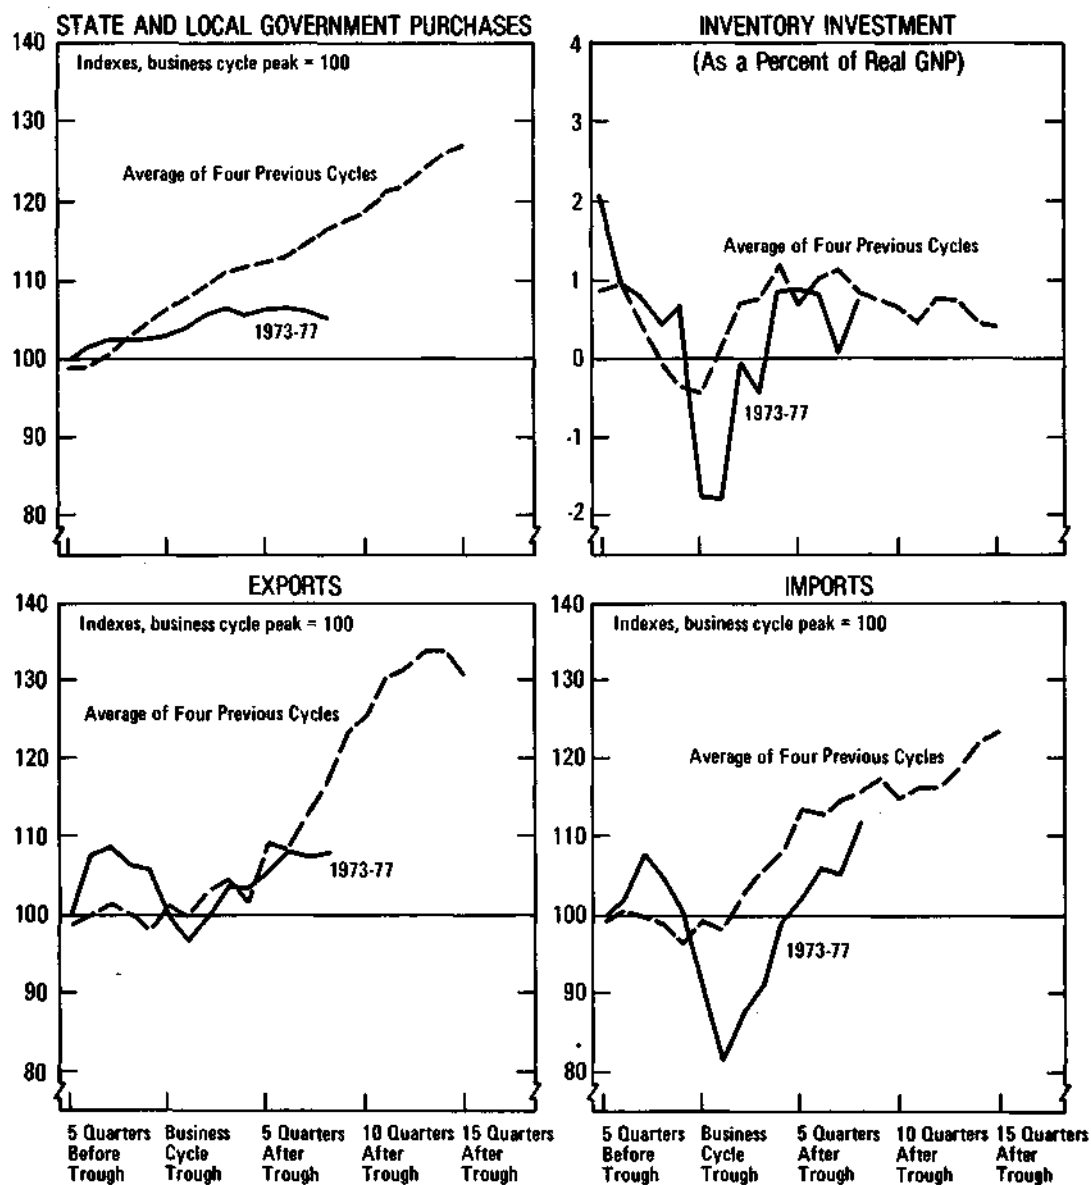 STATE AND LOCAL GOVERNMENT PURCHASES
Indexes, business cycle peak = 100
140
130
120
110
100
90
80
Average of Four Previous Cycles
1973-77
INVENTORY INVESTMENT
(As a Percent of Real GNP)
4
3
2
1
0
-1
-2
Average of Four Previous Cycles
1973-77
EXPORTS
Indexes, business cycle peak = 100
140
130
120
110
100
90
80
Average of Four Previous Cycles
1973-77
5 Quarters Before Trough
Business Cycle Trough
5 Quarters After Trough
10 Quarters After Trough
15 Quarters After Trough
IMPORTS
Indexes, business cycle peak = 100
140
130
120
110
100
90
80
Average of Four Previous Cycles
1973-77
5 Quarters Before Trough
Business Cycle Trough
5 Quarters After Trough
10 Quarters After Trough
15 Quarters After Trough